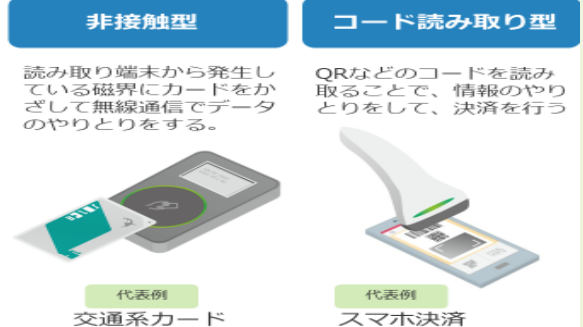 非接触型
読み取り端末から発生し
ている磁界にカードをか
ざして無線通信でデータ
のやりとりをする。
代表例
交通系カード
コード読み取り型
QRなどのコードを読み
取ることで、情報のやり
とりをして、決済を行う
代表例
スマホ決済